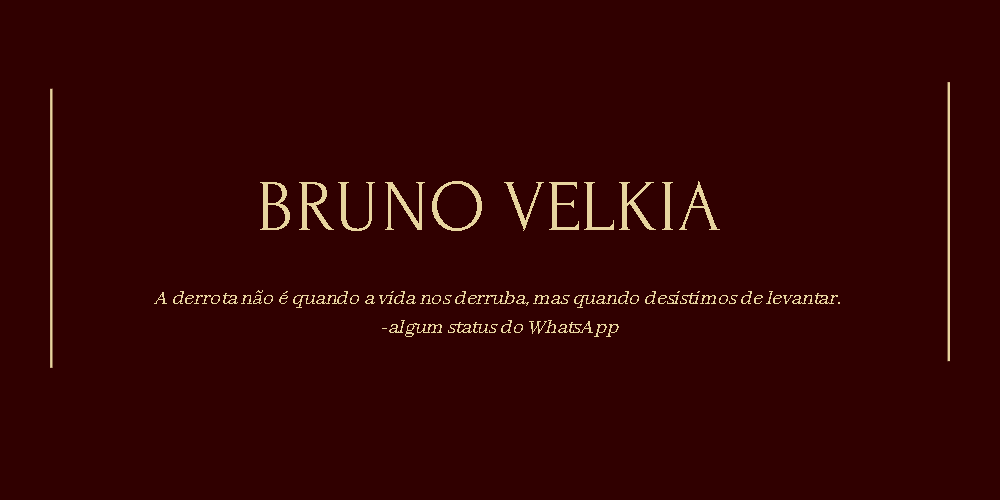 BRUNO VELKIA
A derrota não é quando a vida nos derruba, mas quando desistimos de levantar.
-algum status do WhatsApp